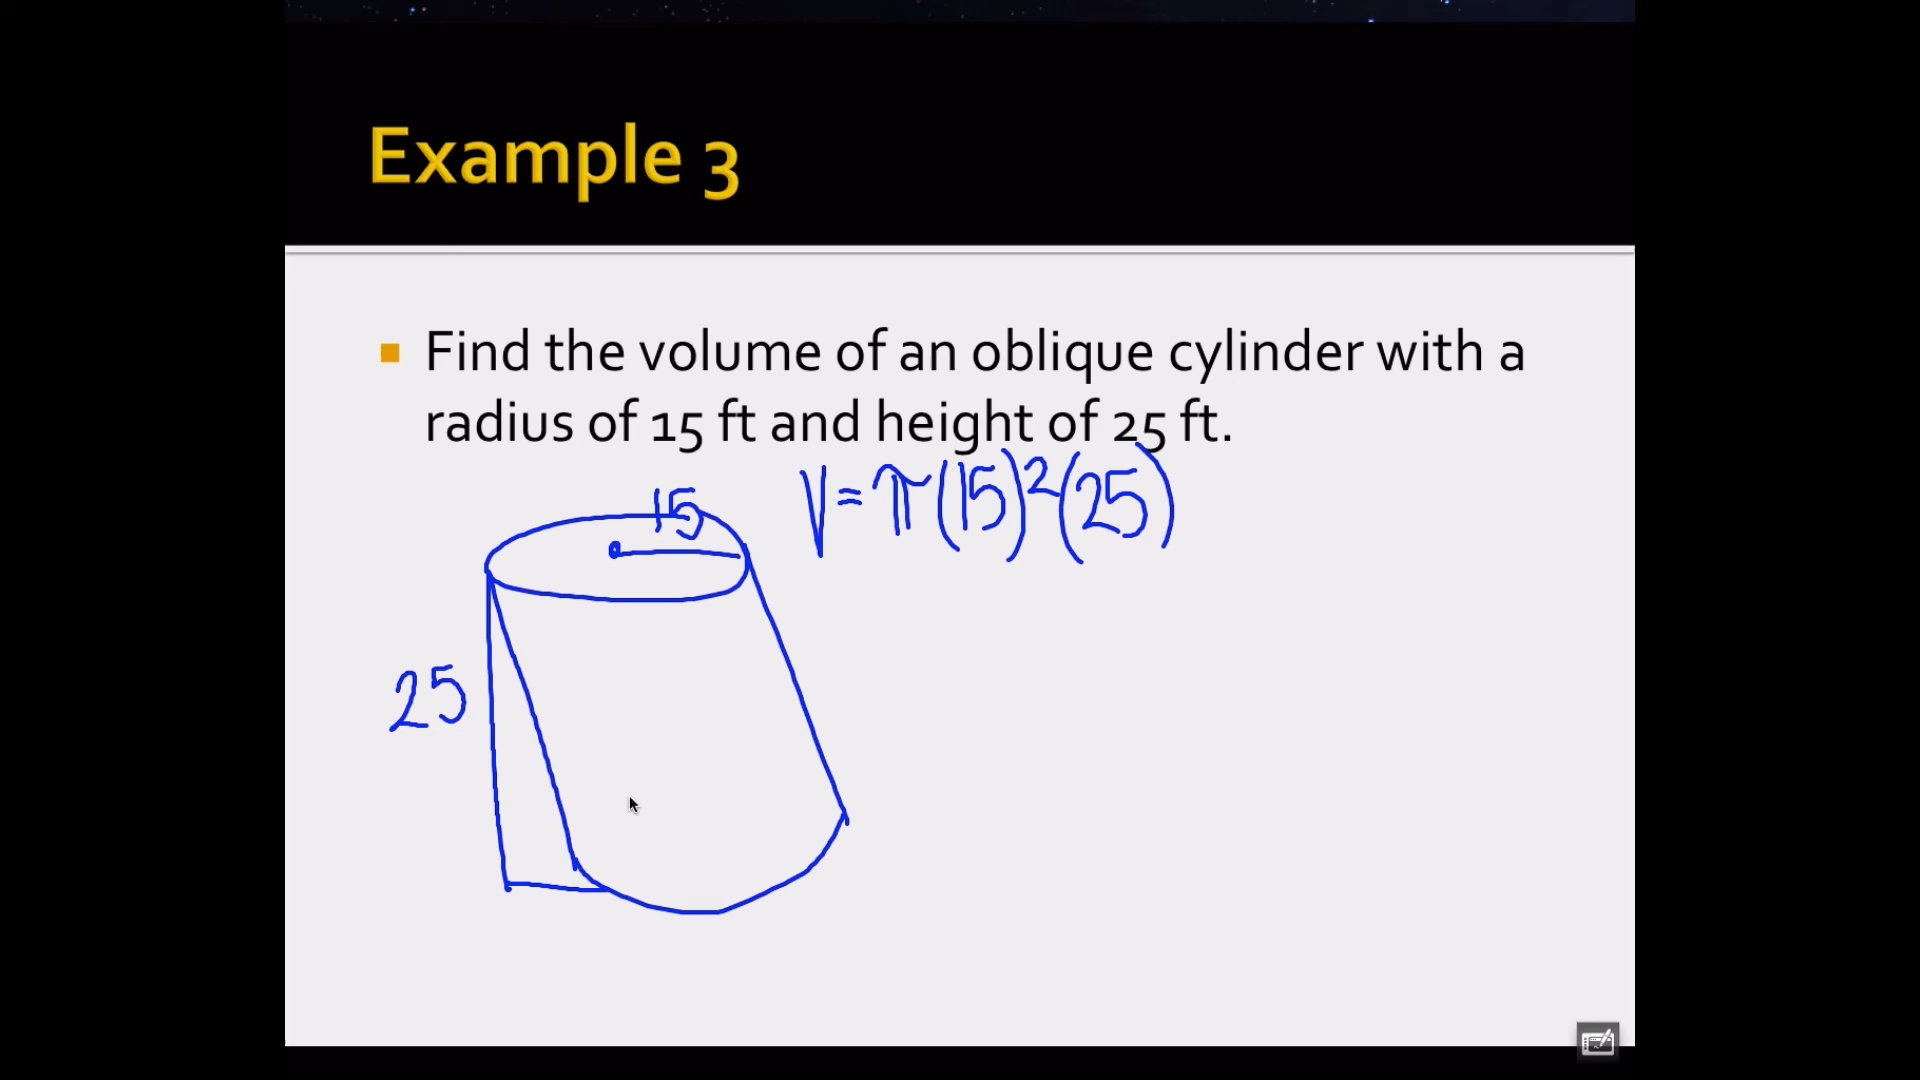 Example 3
Find the volume of an oblique cylinder with a
radius of 15 ft and height of 25 ft.
V=π(15)²(25)
15
25